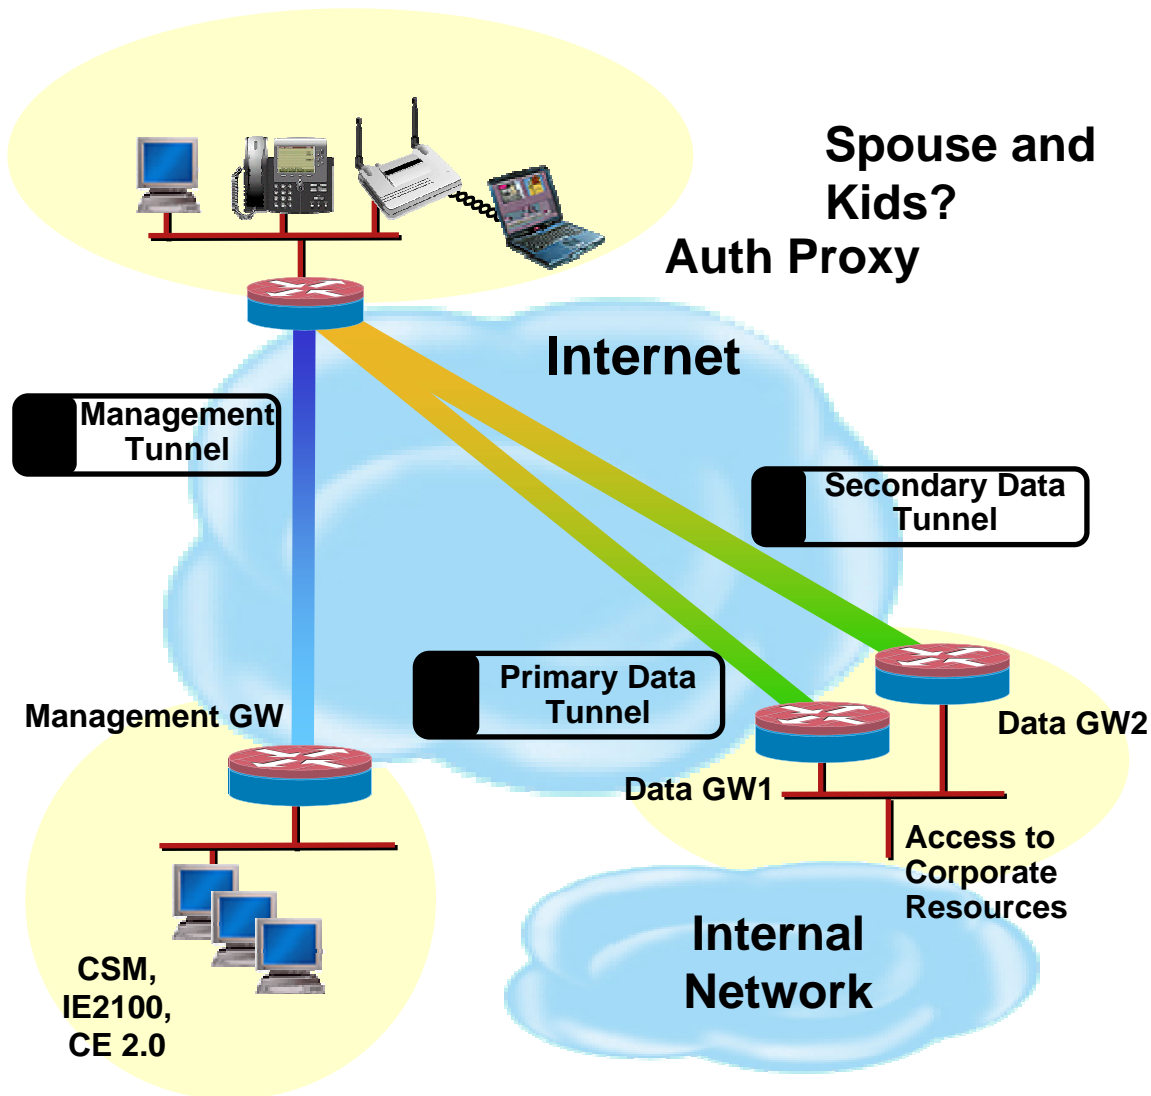 Spouse and
Kids?
Auth Proxy
Internet
Management
Tunnel
Secondary Data
Tunnel
Primary Data
Tunnel
Management GW
Data GW2
Data GW1
Access to
Corporate
Resources
Internal
Network
CSM,
IE2100,
CE 2.0